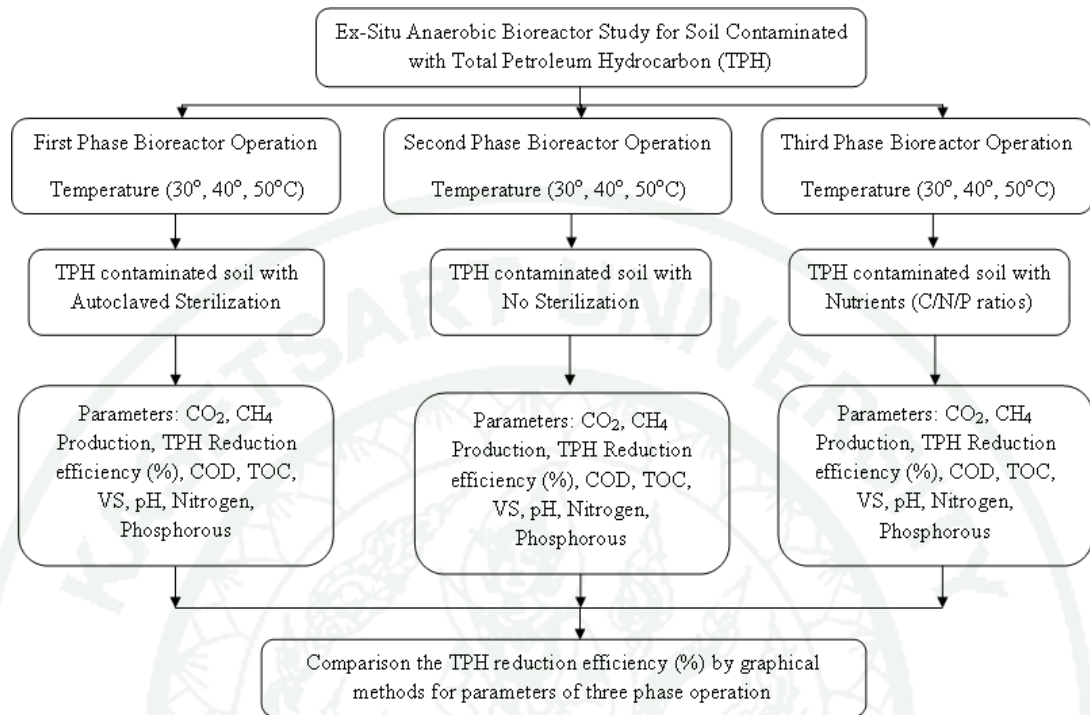 Ex-Situ Anaerobic Bioreactor Study for Soil Contaminated
with Total Petroleum Hydrocarbon (TPH)
First Phase Bioreactor Operation
Temperature (30°, 40°, 50°C)
Second Phase Bioreactor Operation
Temperature (30°, 40°, 50°C)
Third Phase Bioreactor Operation
Temperature (30°, 40°, 50°C)
TPH contaminated soil with
Autoclaved Sterilization
TPH contaminated soil with
No Sterilization
TPH contaminated soil with
Nutrients (C/N/P ratios)
Parameters: CO₂, CH₄
Production, TPH Reduction
efficiency (%), COD, TOC,
VS, pH, Nitrogen,
Phosphorous
Parameters: CO₂, CH₄
Production, TPH Reduction
efficiency (%), COD, TOC,
VS, pH, Nitrogen,
Phosphorous
Parameters: CO₂, CH₄
Production, TPH Reduction
efficiency (%), COD, TOC,
VS, pH, Nitrogen,
Phosphorous
Comparison the TPH reduction efficiency (%) by graphical
methods for parameters of three phase operation
KASETSART UNIVERSITY